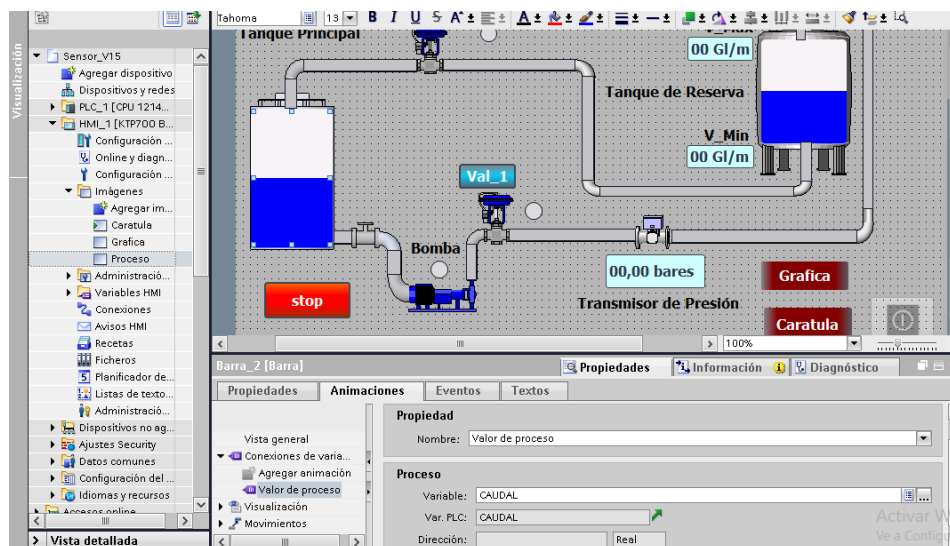 Tahoma 13 B I U S A
Visualización
Sensor_V15
Agregar dispositivo
Dispositivos y redes
PLC_1 [CPU 1214...
HMI_1 [KTP700 B...
Configuración ...
Online y diagn...
Configuración ...
Imágenes
Agregar im...
Caratula
Grafica
Proceso
Administració...
Variables HMI
Conexiones
Avisos HMI
Recetas
Ficheros
Planificador de...
Listas de texto...
Administració...
Dispositivos no ag...
Ajustes Security
Datos comunes
Configuración del ...
Idiomas y recursos
Accesos online
Vista detallada
Tanque Principal
V_Max
00 Gl/m
Tanque de Reserva
V_Min
00 Gl/m
Val_1
Bomba
00,00 bares
Grafica
stop
Transmisor de Presión
Caratula
100%
Barra_2 [Barra]
Propiedades
Información
Diagnóstico
Propiedades
Animaciones
Eventos
Textos
Vista general
Conexiones de varia...
Agregar animación
Valor de proceso
Visualización
Movimientos
Propiedad
Nombre: Valor de proceso
Proceso
Variable: CAUDAL
Var. PLC: CAUDAL
Dirección: Real
Activar W
Ve a Configu